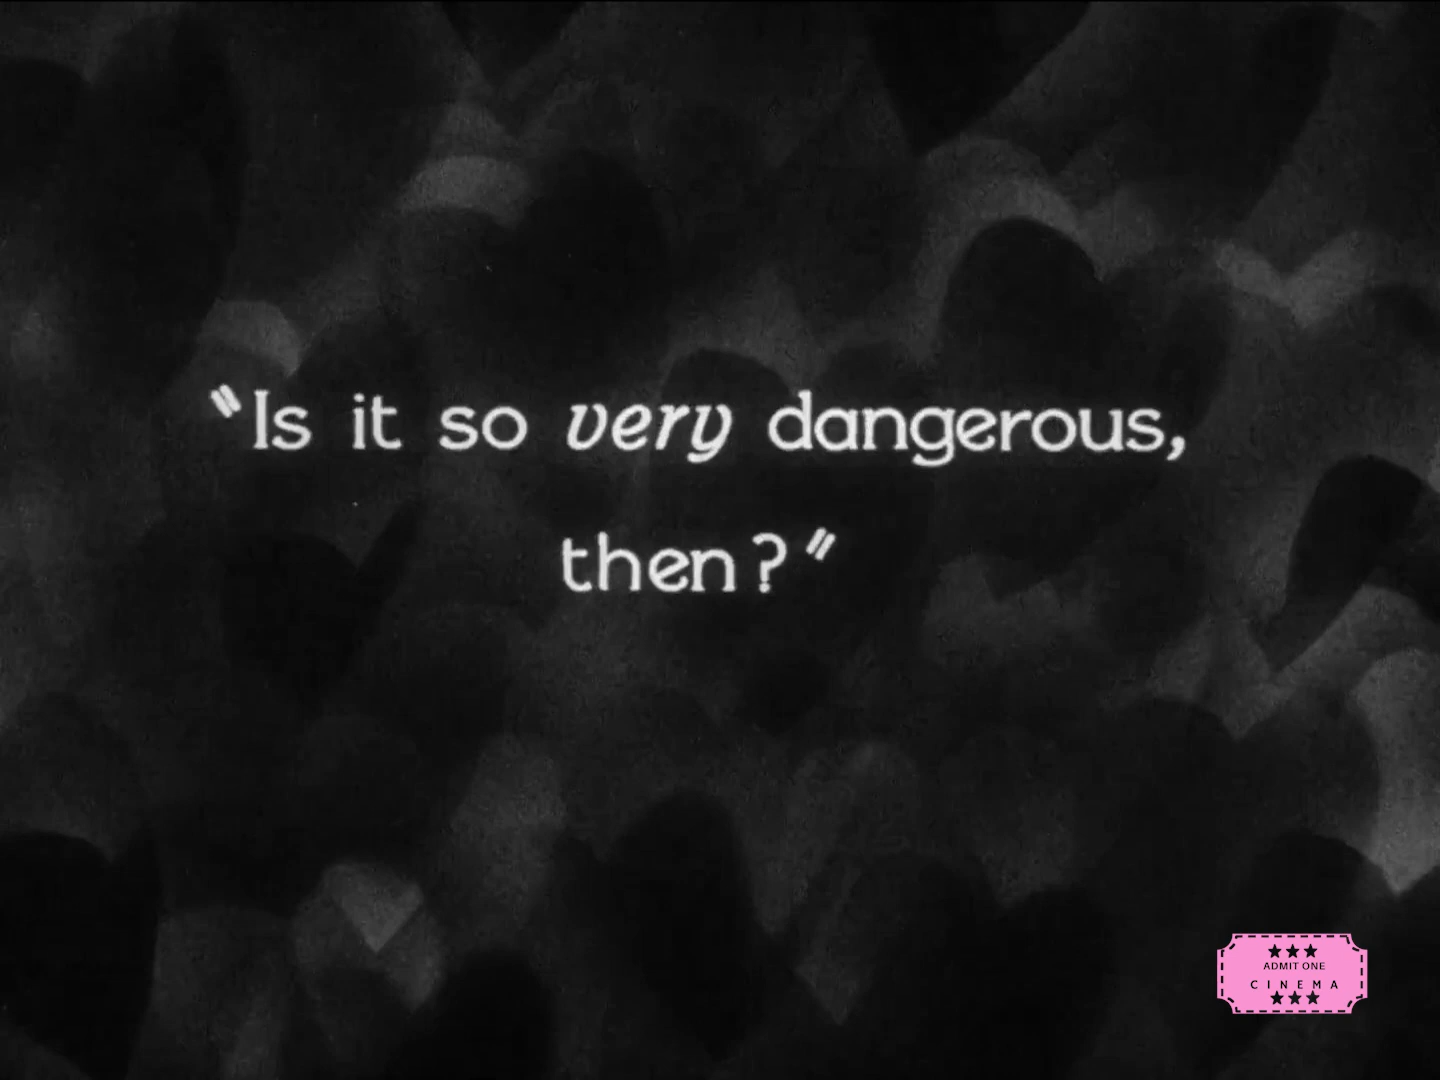 "Is it so very dangerous,
then?"
ADMIT ONE
CINEMA